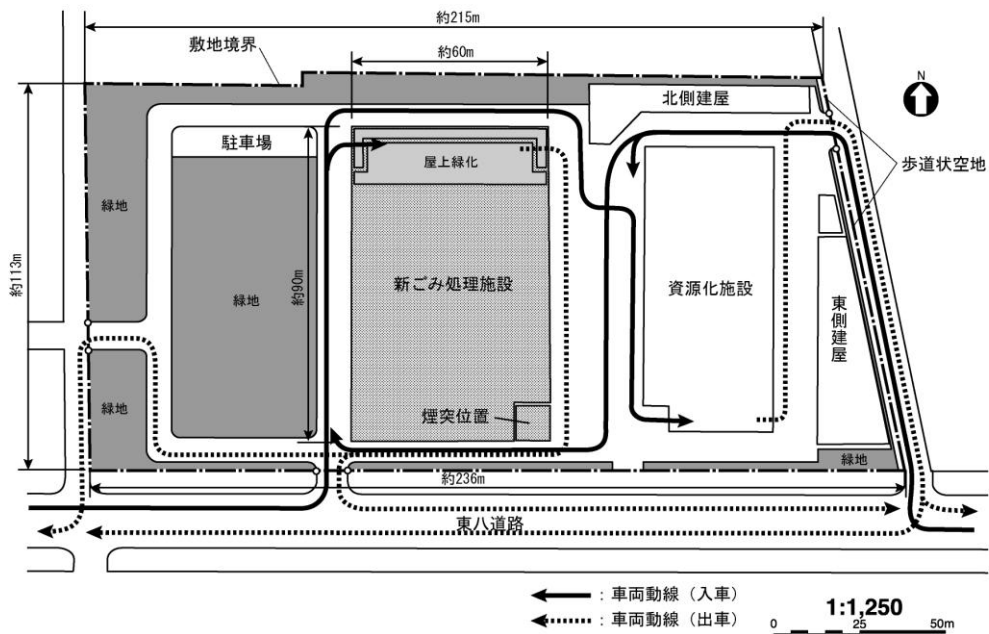 約215m
敷地境界
約60m
N
北側建屋
駐車場
屋上緑化
歩道状空地
緑地
約113m
約90m
緑地
新ごみ処理施設
資源化施設
東側建屋
緑地
煙突位置
緑地
約236m
東八道路
：車両動線（入車）
：車両動線（出車）
1:1,250
0 25 50m